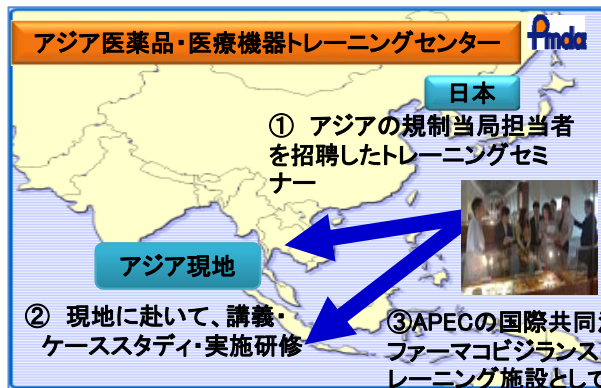 アジア医薬品・医療機器トレーニングセンター
Pmda
日本
① アジアの規制当局担当者
を招聘したトレーニングセミ
ナー
アジア現地
② 現地に赴いて、講義・
ケーススタディ・実施研修
③APECの国際共同
ファーマコビジランス
レーニング施設として